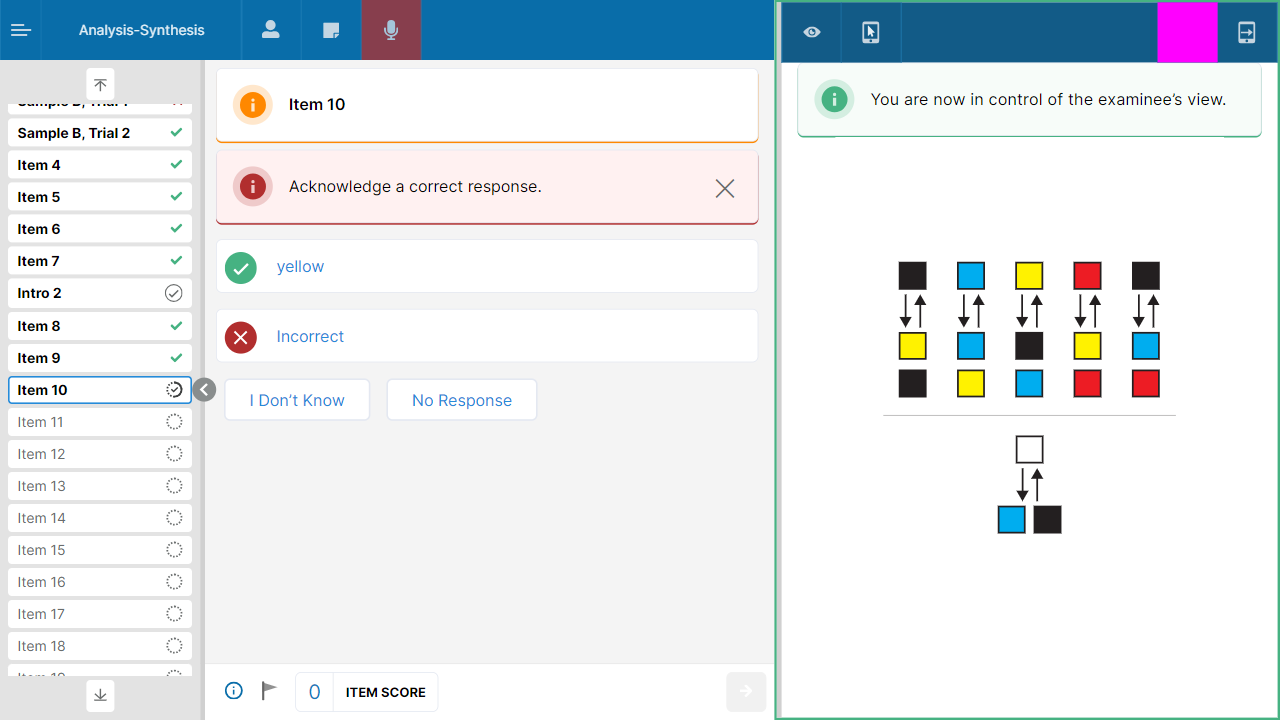 Analysis-Synthesis
Sample B, Trial 2
Item 4
Item 5
Item 6
Item 7
Intro 2
Item 8
Item 9
Item 10
Item 11
Item 12
Item 13
Item 14
Item 15
Item 16
Item 17
Item 18
Item 10
Acknowledge a correct response.
yellow
Incorrect
I Don’t Know
No Response
0 ITEM SCORE
You are now in control of the examinee’s view.